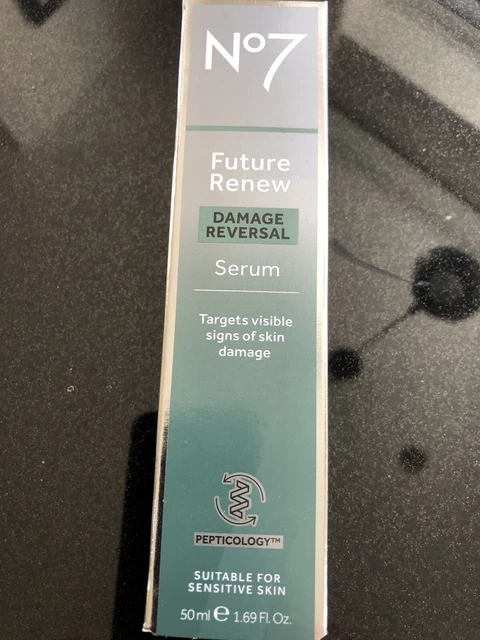 No7
Future
Renew
DAMAGE
REVERSAL
Serum
Targets visible
signs of skin
damage
PEPTICOLOGY™
SUITABLE FOR
SENSITIVE SKIN
50ml ℮ 1.69 Fl. Oz.